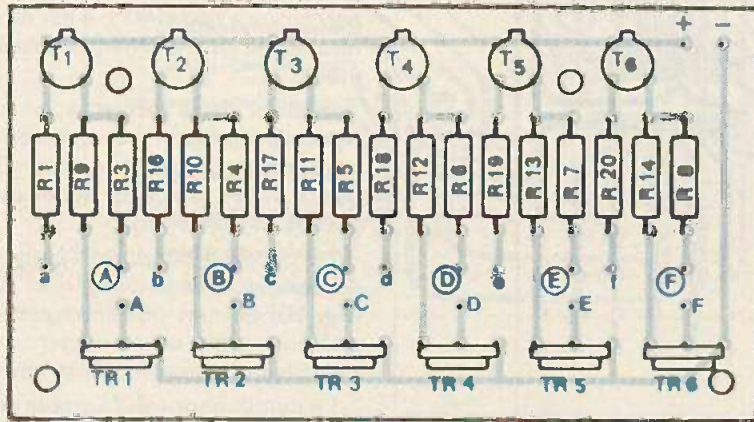 + −
T1 T2 T3 T4 T5 T6
R1 R9 R3 R16 R10 R4 R17 R11 R5 R18 R12 R6 R19 R13 R7 R20 R14 R8
a A b B c C d D e E f F
A B C D E F
TR1 TR2 TR3 TR4 TR5 TR6